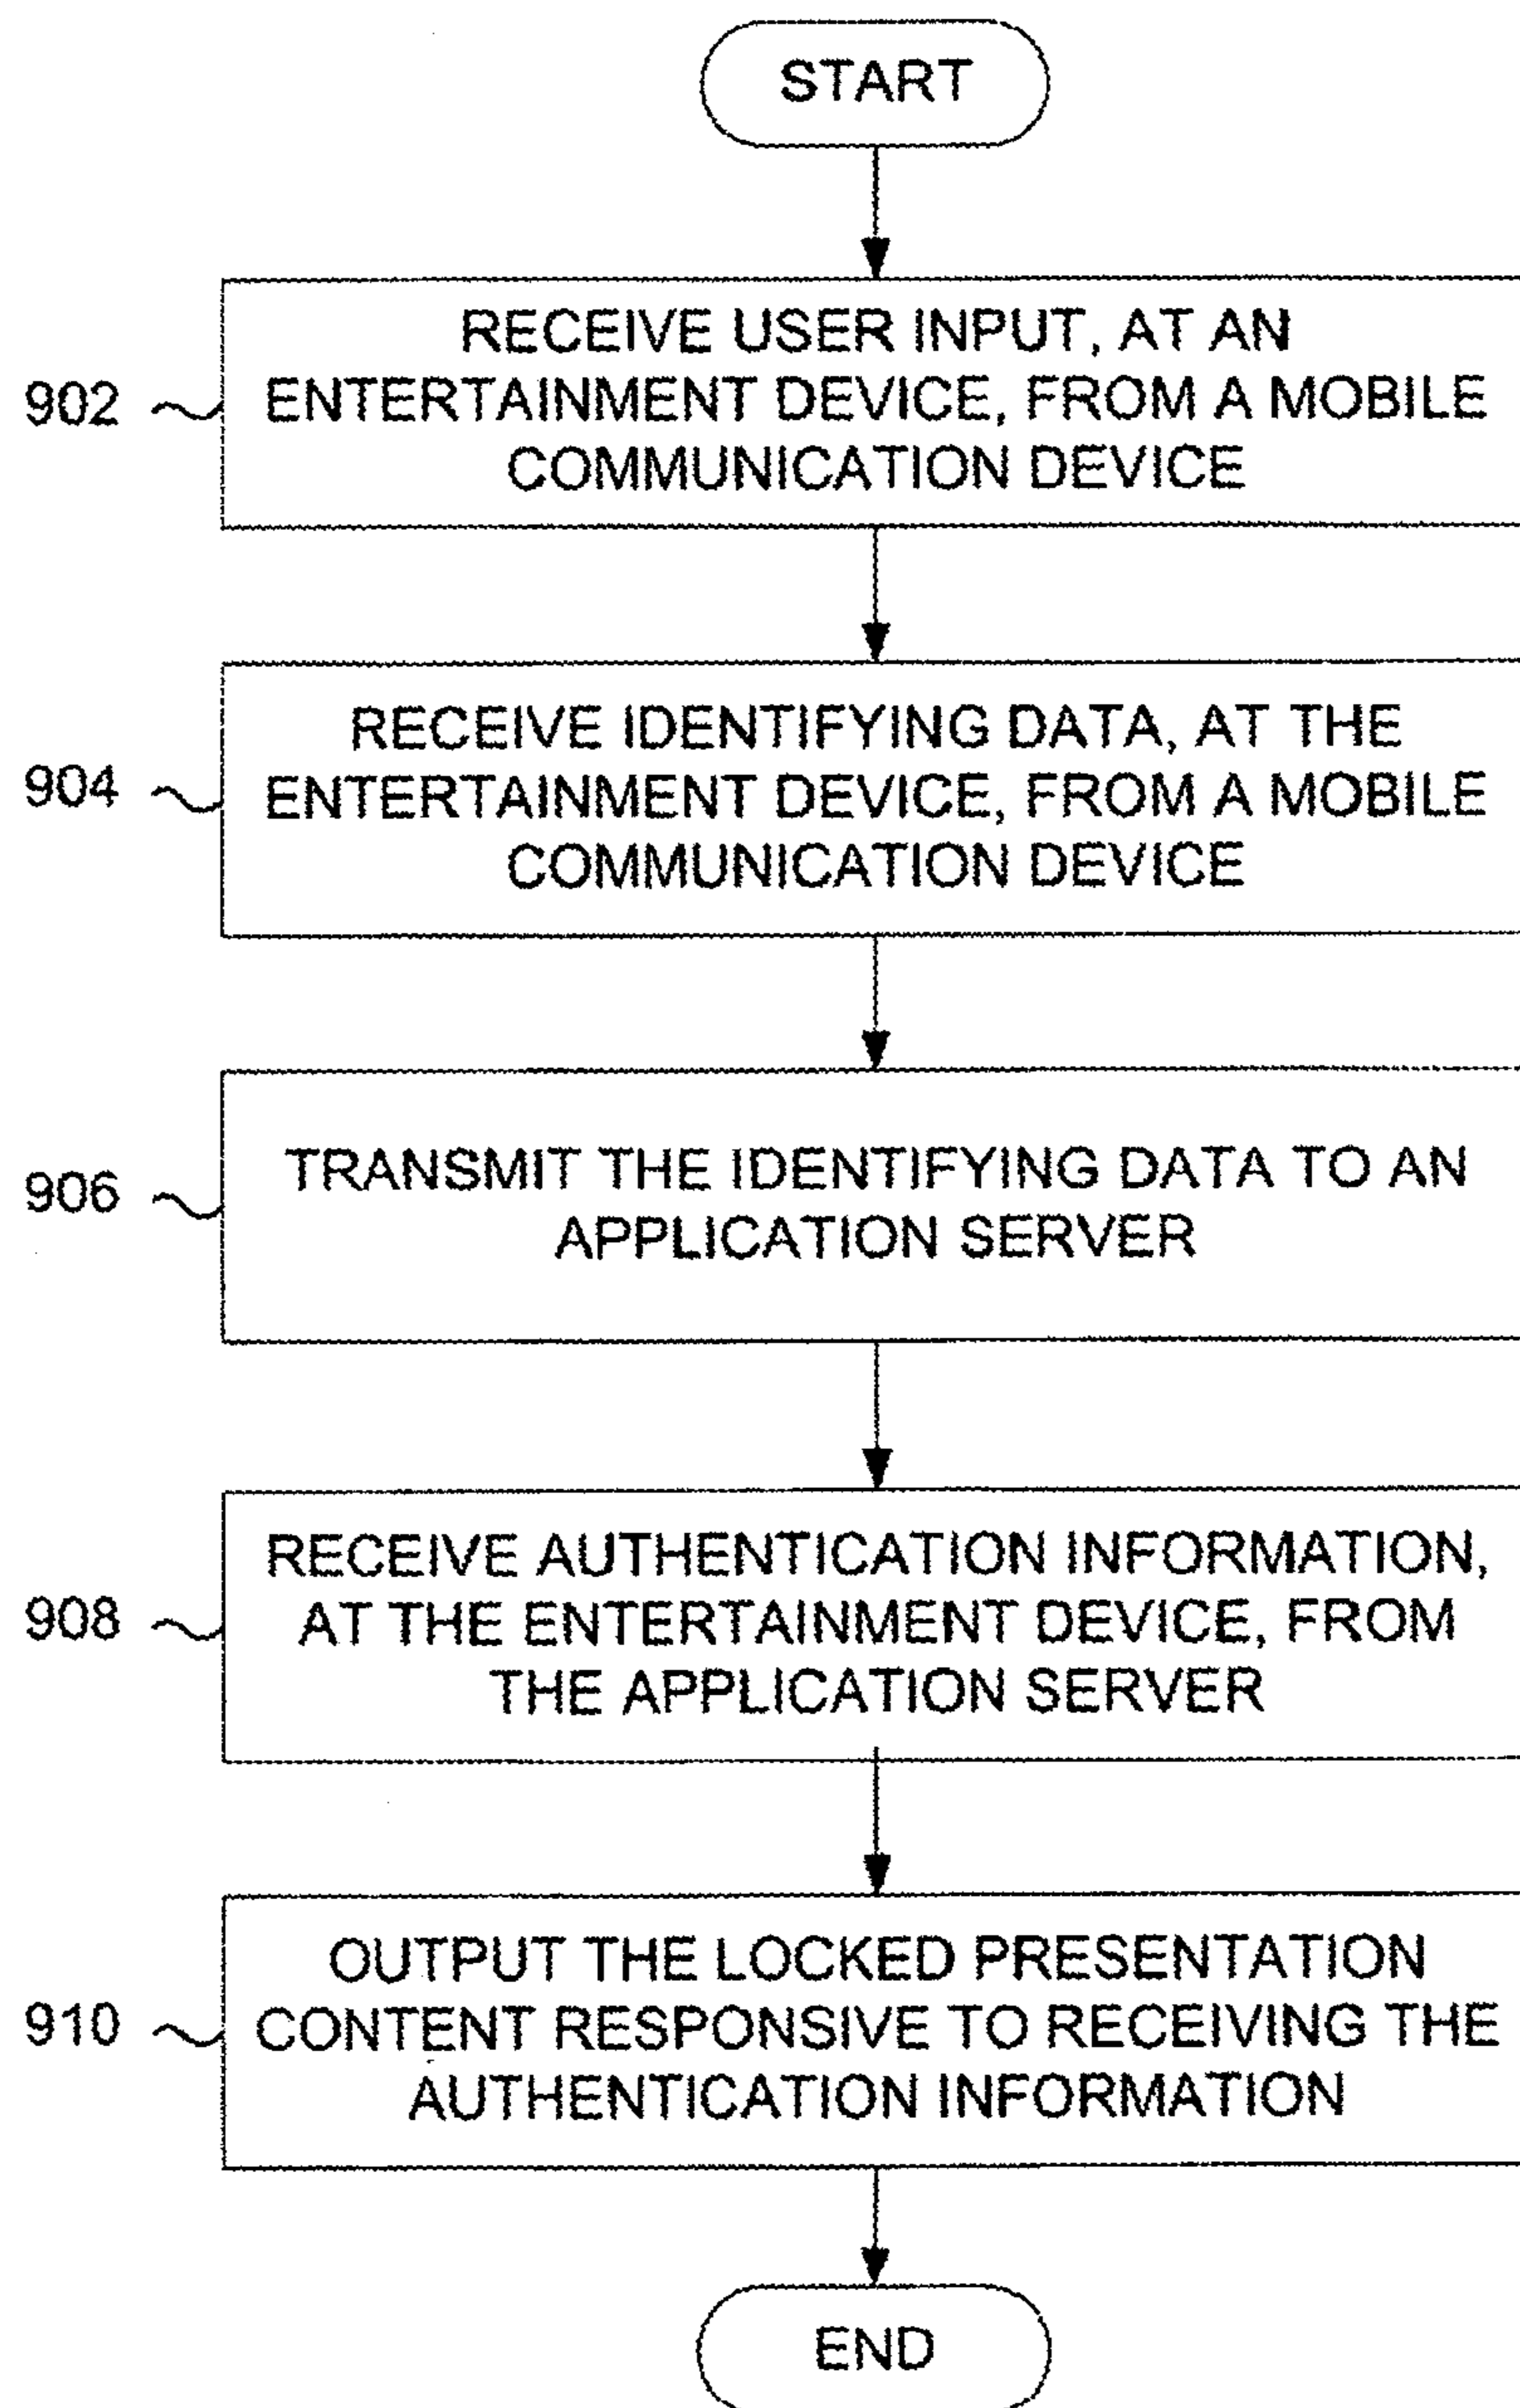 START
RECEIVE USER INPUT, AT AN
ENTERTAINMENT DEVICE, FROM A MOBILE
COMMUNICATION DEVICE
902
RECEIVE IDENTIFYING DATA, AT THE
ENTERTAINMENT DEVICE, FROM A MOBILE
COMMUNICATION DEVICE
904
TRANSMIT THE IDENTIFYING DATA TO AN
APPLICATION SERVER
906
RECEIVE AUTHENTICATION INFORMATION,
AT THE ENTERTAINMENT DEVICE, FROM
THE APPLICATION SERVER
908
OUTPUT THE LOCKED PRESENTATION
CONTENT RESPONSIVE TO RECEIVING THE
AUTHENTICATION INFORMATION
910
END